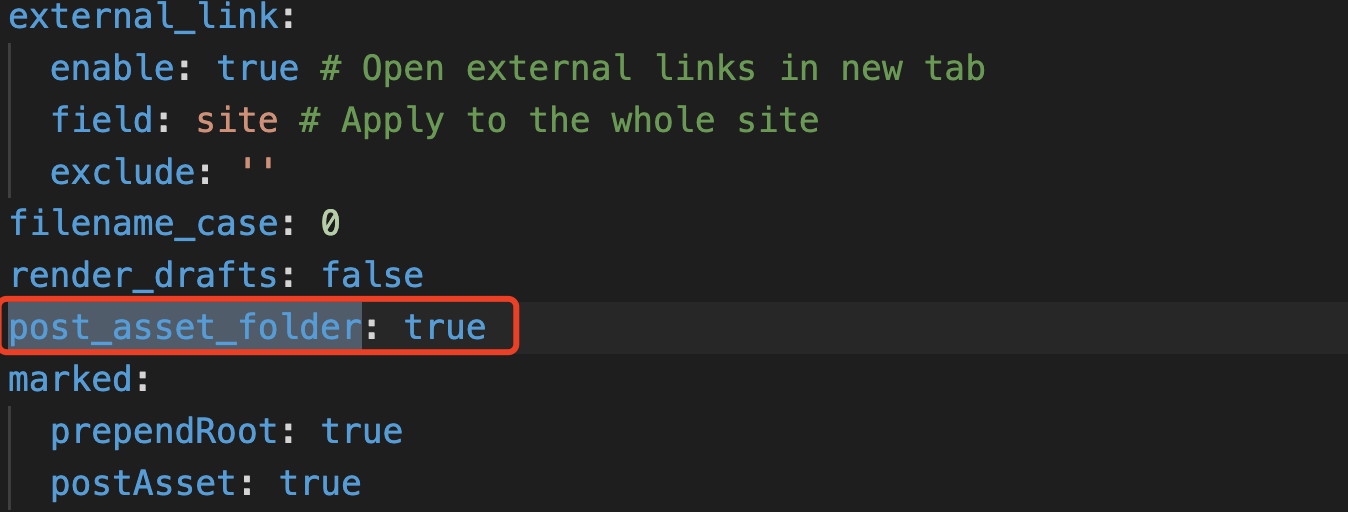 external_link:
  enable: true # Open external links in new tab
  field: site # Apply to the whole site
  exclude: ''
filename_case: 0
render_drafts: false
post_asset_folder: true
marked:
  prependRoot: true
  postAsset: true